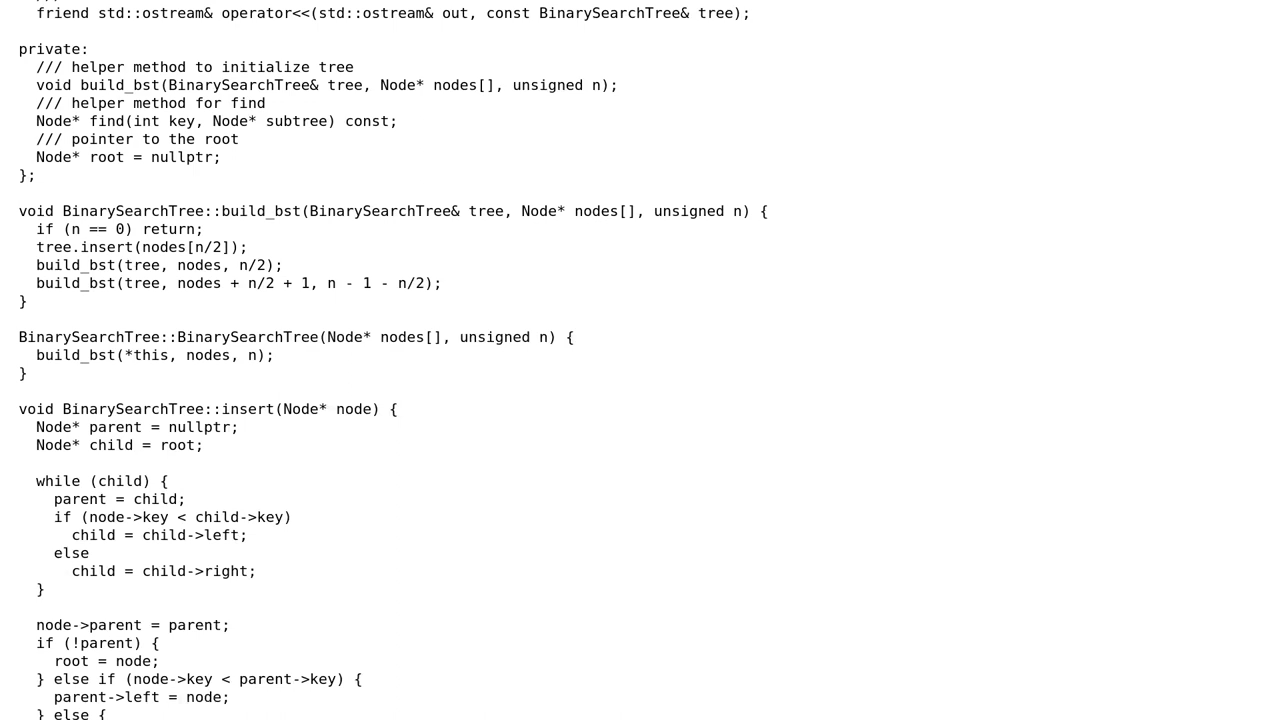 friend std::ostream& operator<<(std::ostream& out, const BinarySearchTree& tree);

private:
  /// helper method to initialize tree
  void build_bst(BinarySearchTree& tree, Node* nodes[], unsigned n);
  /// helper method for find
  Node* find(int key, Node* subtree) const;
  /// pointer to the root
  Node* root = nullptr;
};

void BinarySearchTree::build_bst(BinarySearchTree& tree, Node* nodes[], unsigned n) {
  if (n == 0) return;
  tree.insert(nodes[n/2]);
  build_bst(tree, nodes, n/2);
  build_bst(tree, nodes + n/2 + 1, n - 1 - n/2);
}

BinarySearchTree::BinarySearchTree(Node* nodes[], unsigned n) {
  build_bst(*this, nodes, n);
}

void BinarySearchTree::insert(Node* node) {
  Node* parent = nullptr;
  Node* child = root;

  while (child) {
    parent = child;
    if (node->key < child->key)
      child = child->left;
    else
      child = child->right;
  }

  node->parent = parent;
  if (!parent) {
    root = node;
  } else if (node->key < parent->key) {
    parent->left = node;
  } else {